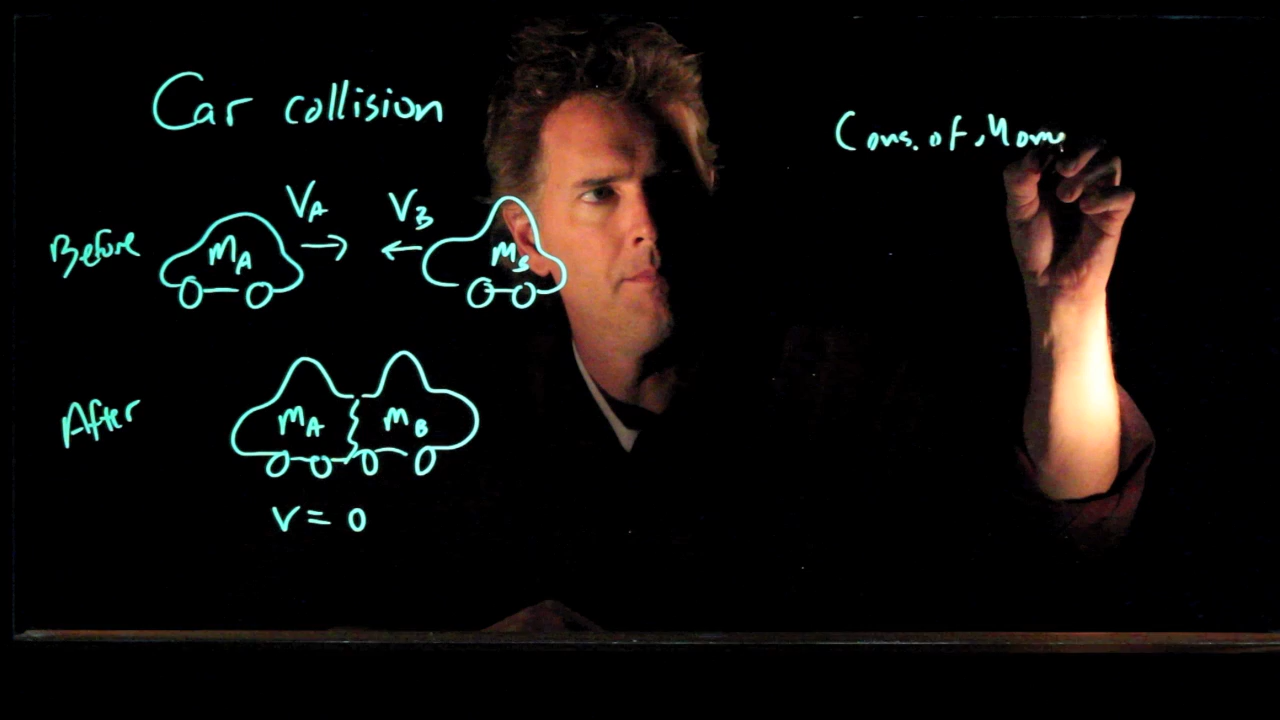 Car collision
Cons. of Mom
Before
VA
VB
mA
mB
After
mA
mB
v = 0